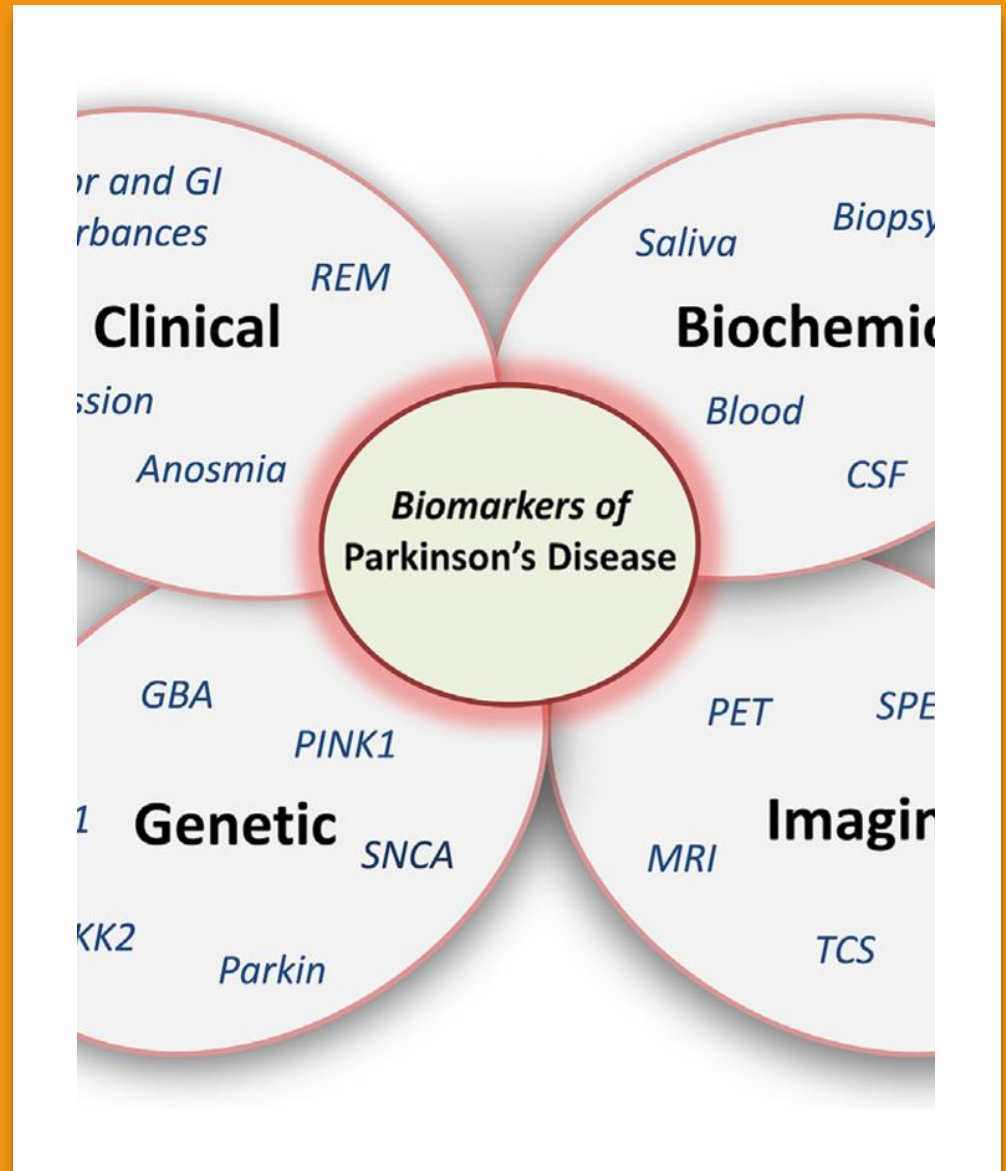 or and GI
rbances
REM
Clinical
ssion
Anosmia
Saliva
Biopsy
Biochemic
Blood
CSF
Biomarkers of
Parkinson's Disease
GBA
PINK1
1
Genetic
SNCA
KK2
Parkin
PET
SPE
Imagin
MRI
TCS